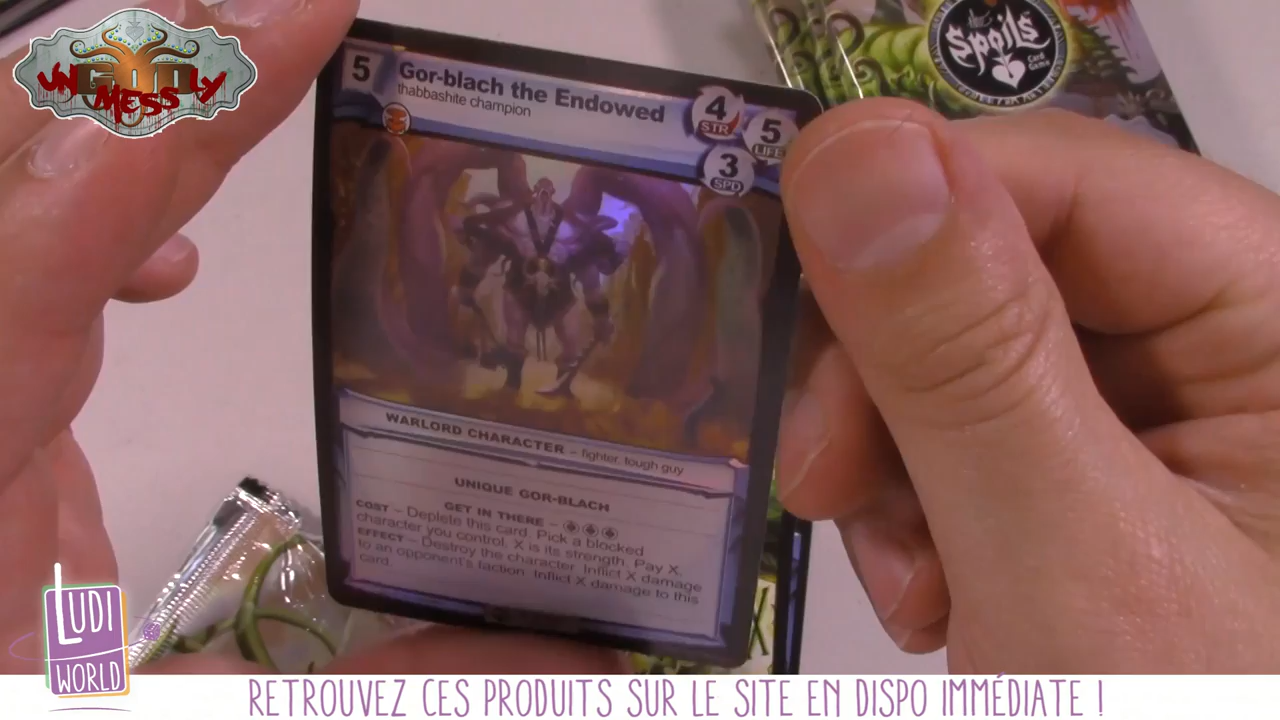 UNGODLY
MESS
the
Spoils
Card
Game
5
Gor-blach the Endowed
thabbashite champion
4
STR
5
LIFE
3
SPD
WARLORD CHARACTER – fighter, tough guy
UNIQUE GOR-BLACH
GET IN THERE –
COST – Deplete this card. Pick a blocked
character you control. X is its strength. Pay X.
EFFECT – Destroy the character. Inflict X damage
to an opponent's faction. Inflict X damage to this
card.
LUDI
WORLD
RETROUVEZ CES PRODUITS SUR LE SITE EN DISPO IMMÉDIATE !